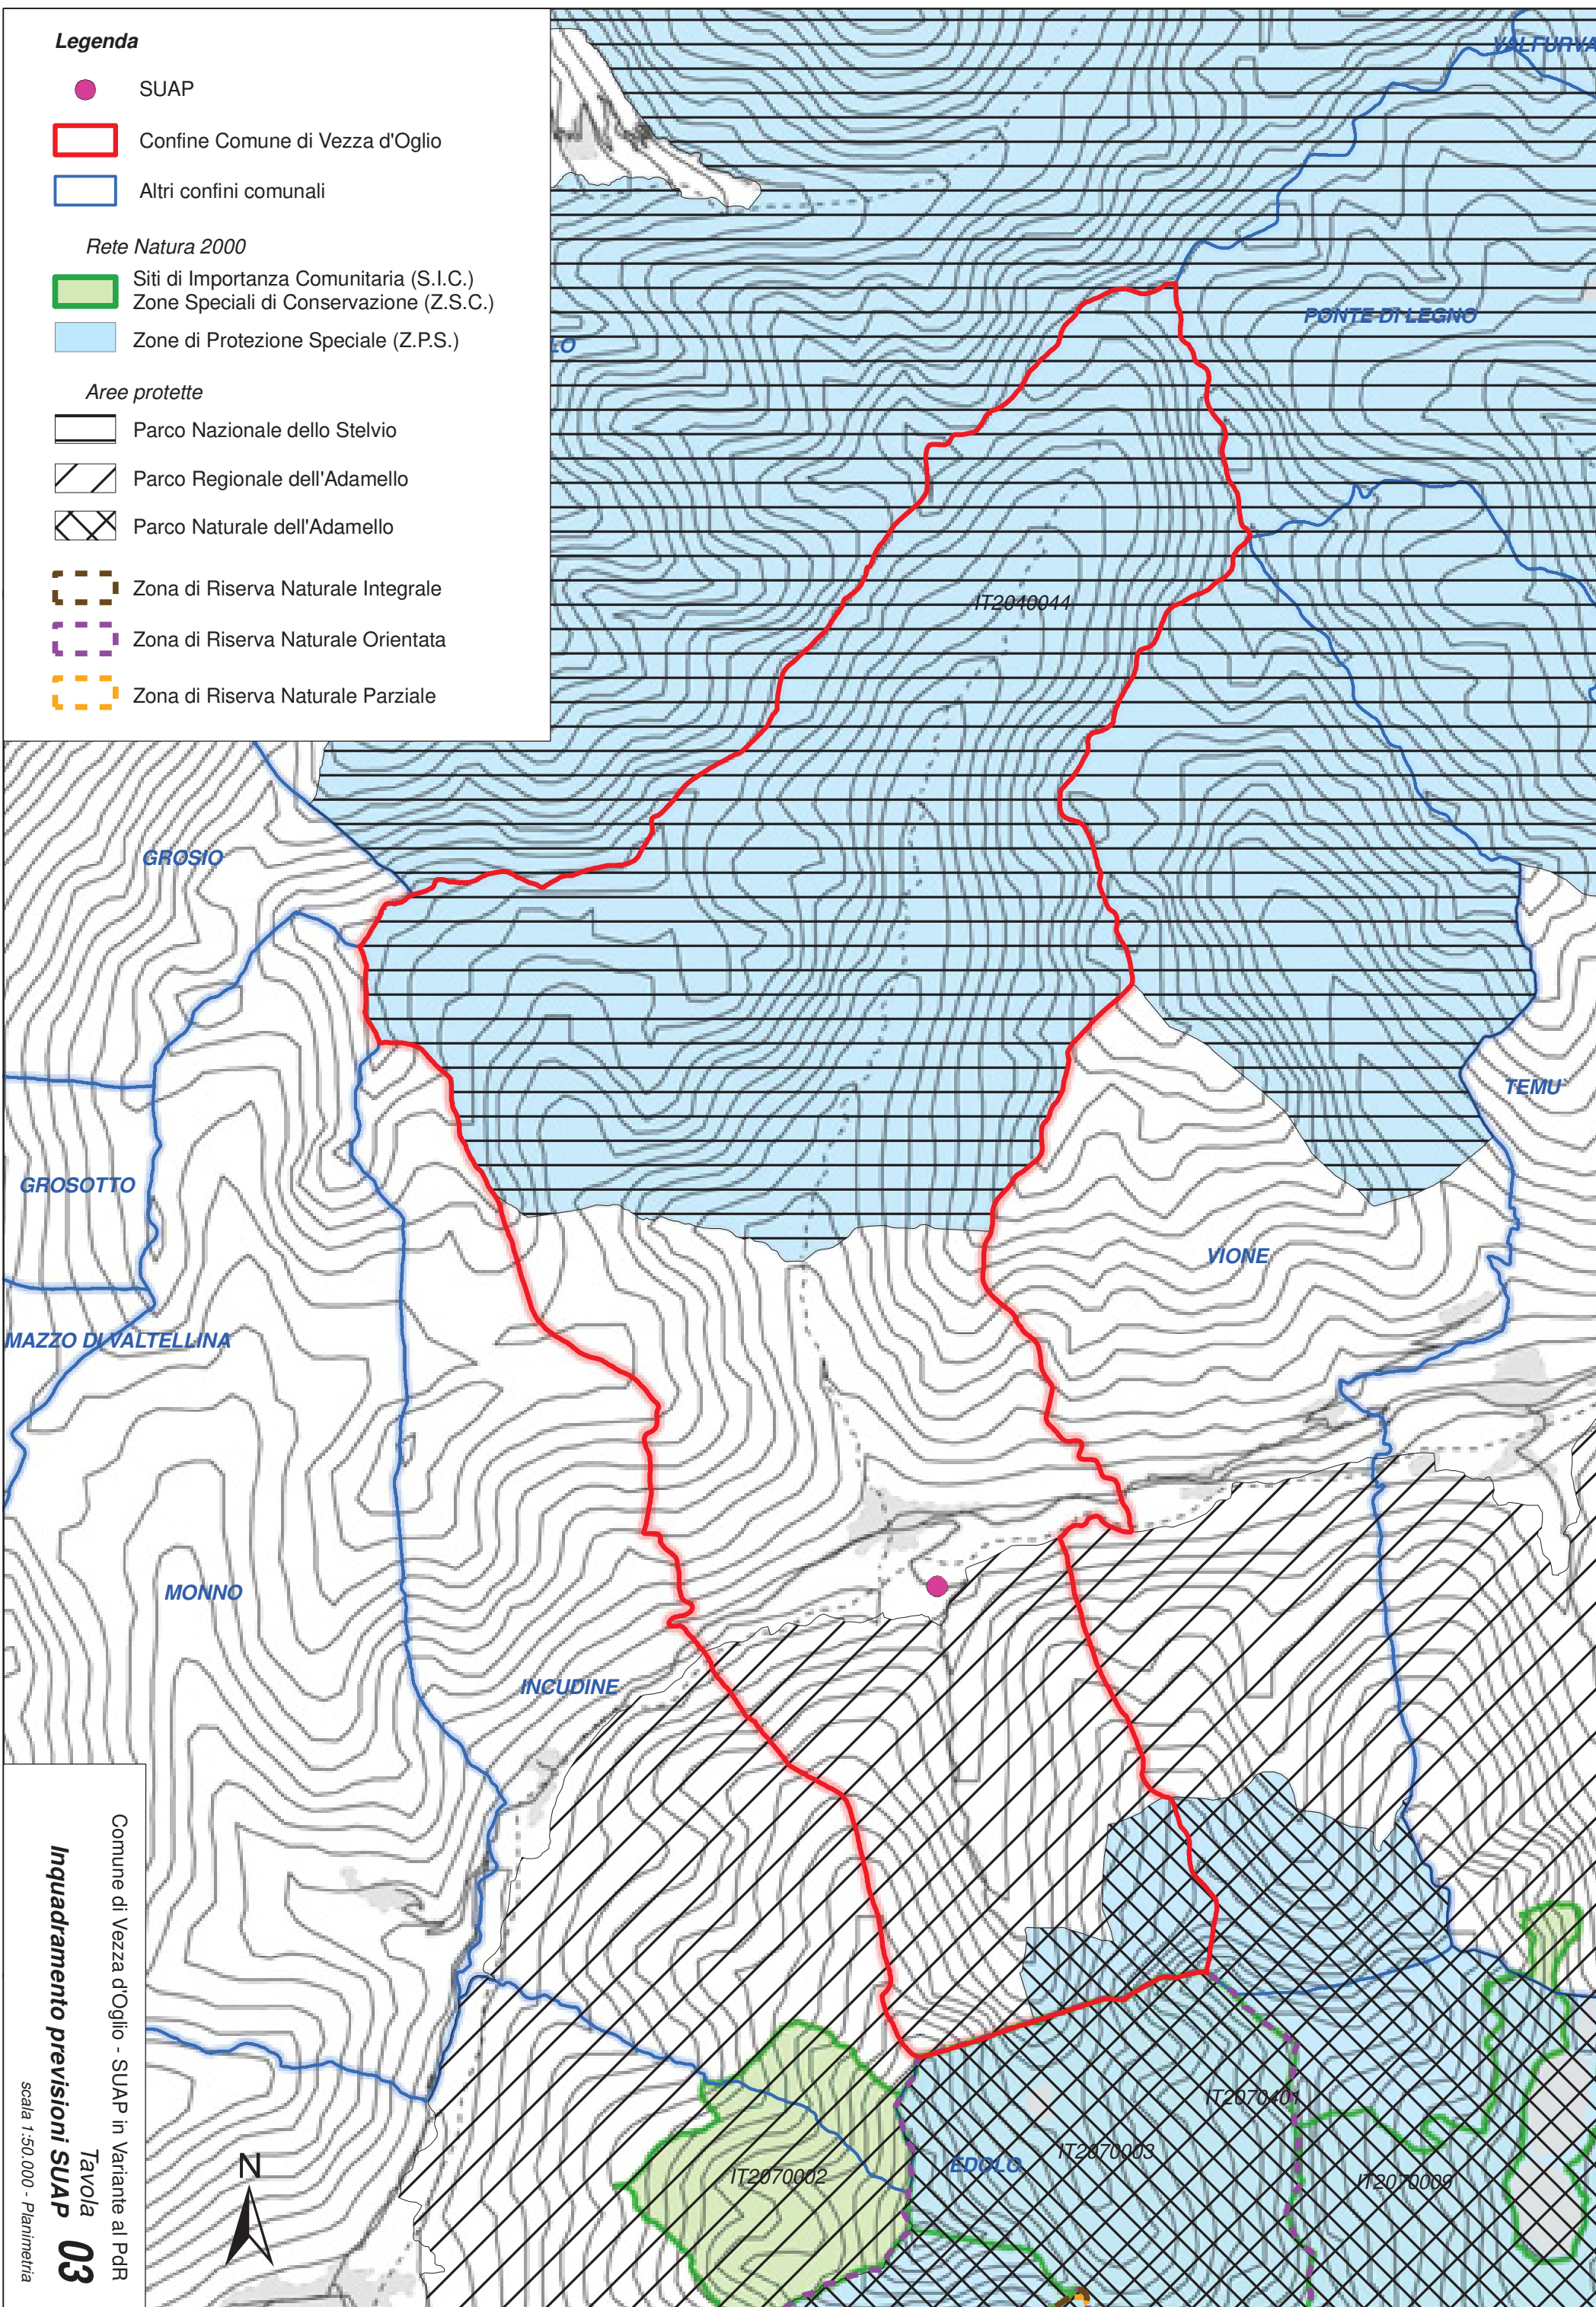 Legenda
SUAP
Confine Comune di Vezza d'Oglio
Altri confini comunali
Rete Natura 2000
Siti di Importanza Comunitaria (S.I.C.)
Zone Speciali di Conservazione (Z.S.C.)
Zone di Protezione Speciale (Z.P.S.)
Aree protette
Parco Nazionale dello Stelvio
Parco Regionale dell'Adamello
Parco Naturale dell'Adamello
Zona di Riserva Naturale Integrale
Zona di Riserva Naturale Orientata
Zona di Riserva Naturale Parziale
VALFURVA
PONTE DI LEGNO
LO
IT2040044
GROSIO
TEMU'
GROSOTTO
VIONE
MAZZO DI VALTELLINA
MONNO
INCUDINE
IT2070401
IT2070003
EDOLO
IT2070002
IT2070009
N
Comune di Vezza d'Oglio - SUAP in Variante al PdR
Tavola
Inquadramento previsioni SUAP 03
scala 1:50.000 - Planimetria